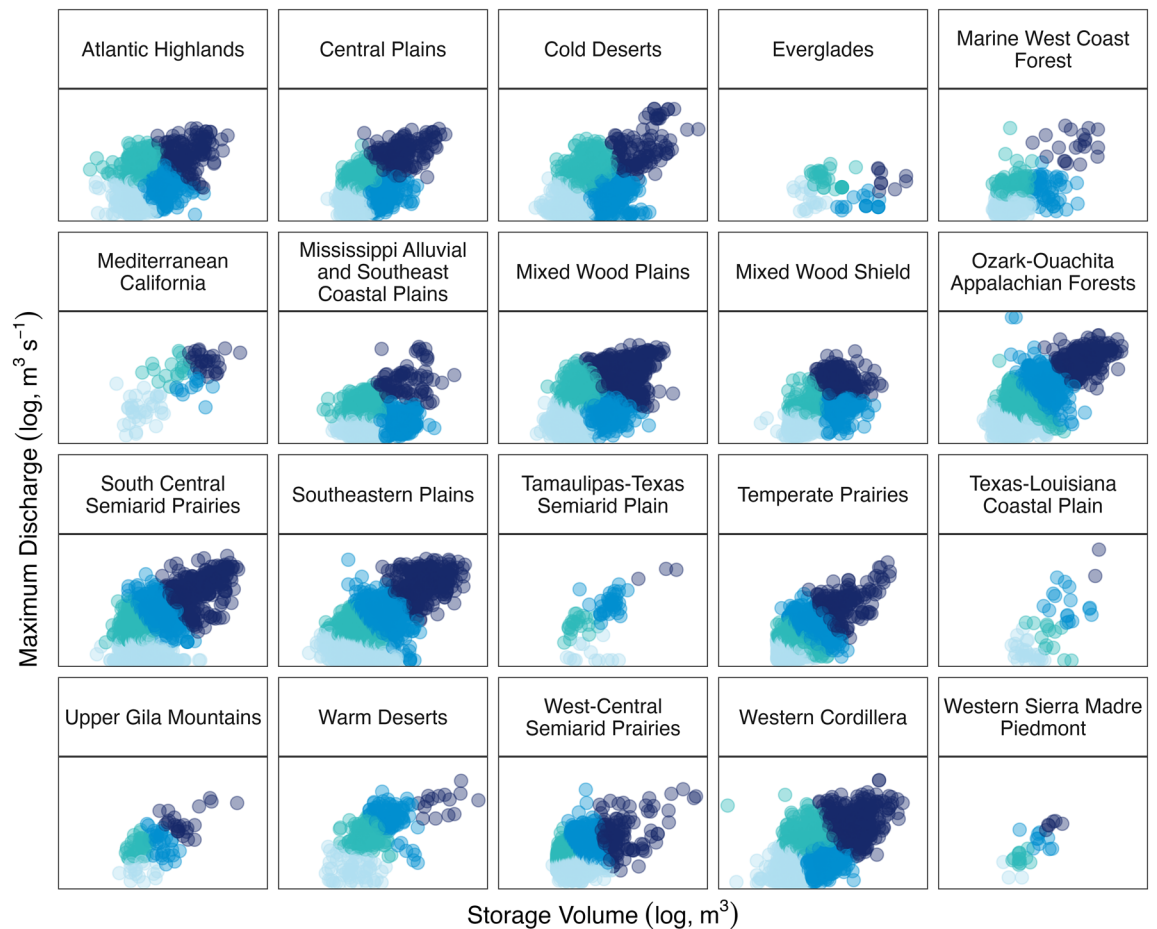 Atlantic Highlands
Central Plains
Cold Deserts
Everglades
Marine West Coast
Forest
Mediterranean
California
Mississippi Alluvial
and Southeast
Coastal Plains
Mixed Wood Plains
Mixed Wood Shield
Ozark-Ouachita
Appalachian Forests
South Central
Semiarid Prairies
Southeastern Plains
Tamaulipas-Texas
Semiarid Plain
Temperate Prairies
Texas-Louisiana
Coastal Plain
Upper Gila Mountains
Warm Deserts
West-Central
Semiarid Prairies
Western Cordillera
Western Sierra Madre
Piedmont
Maximum Discharge (log, m³ s⁻¹)
Storage Volume (log, m³)